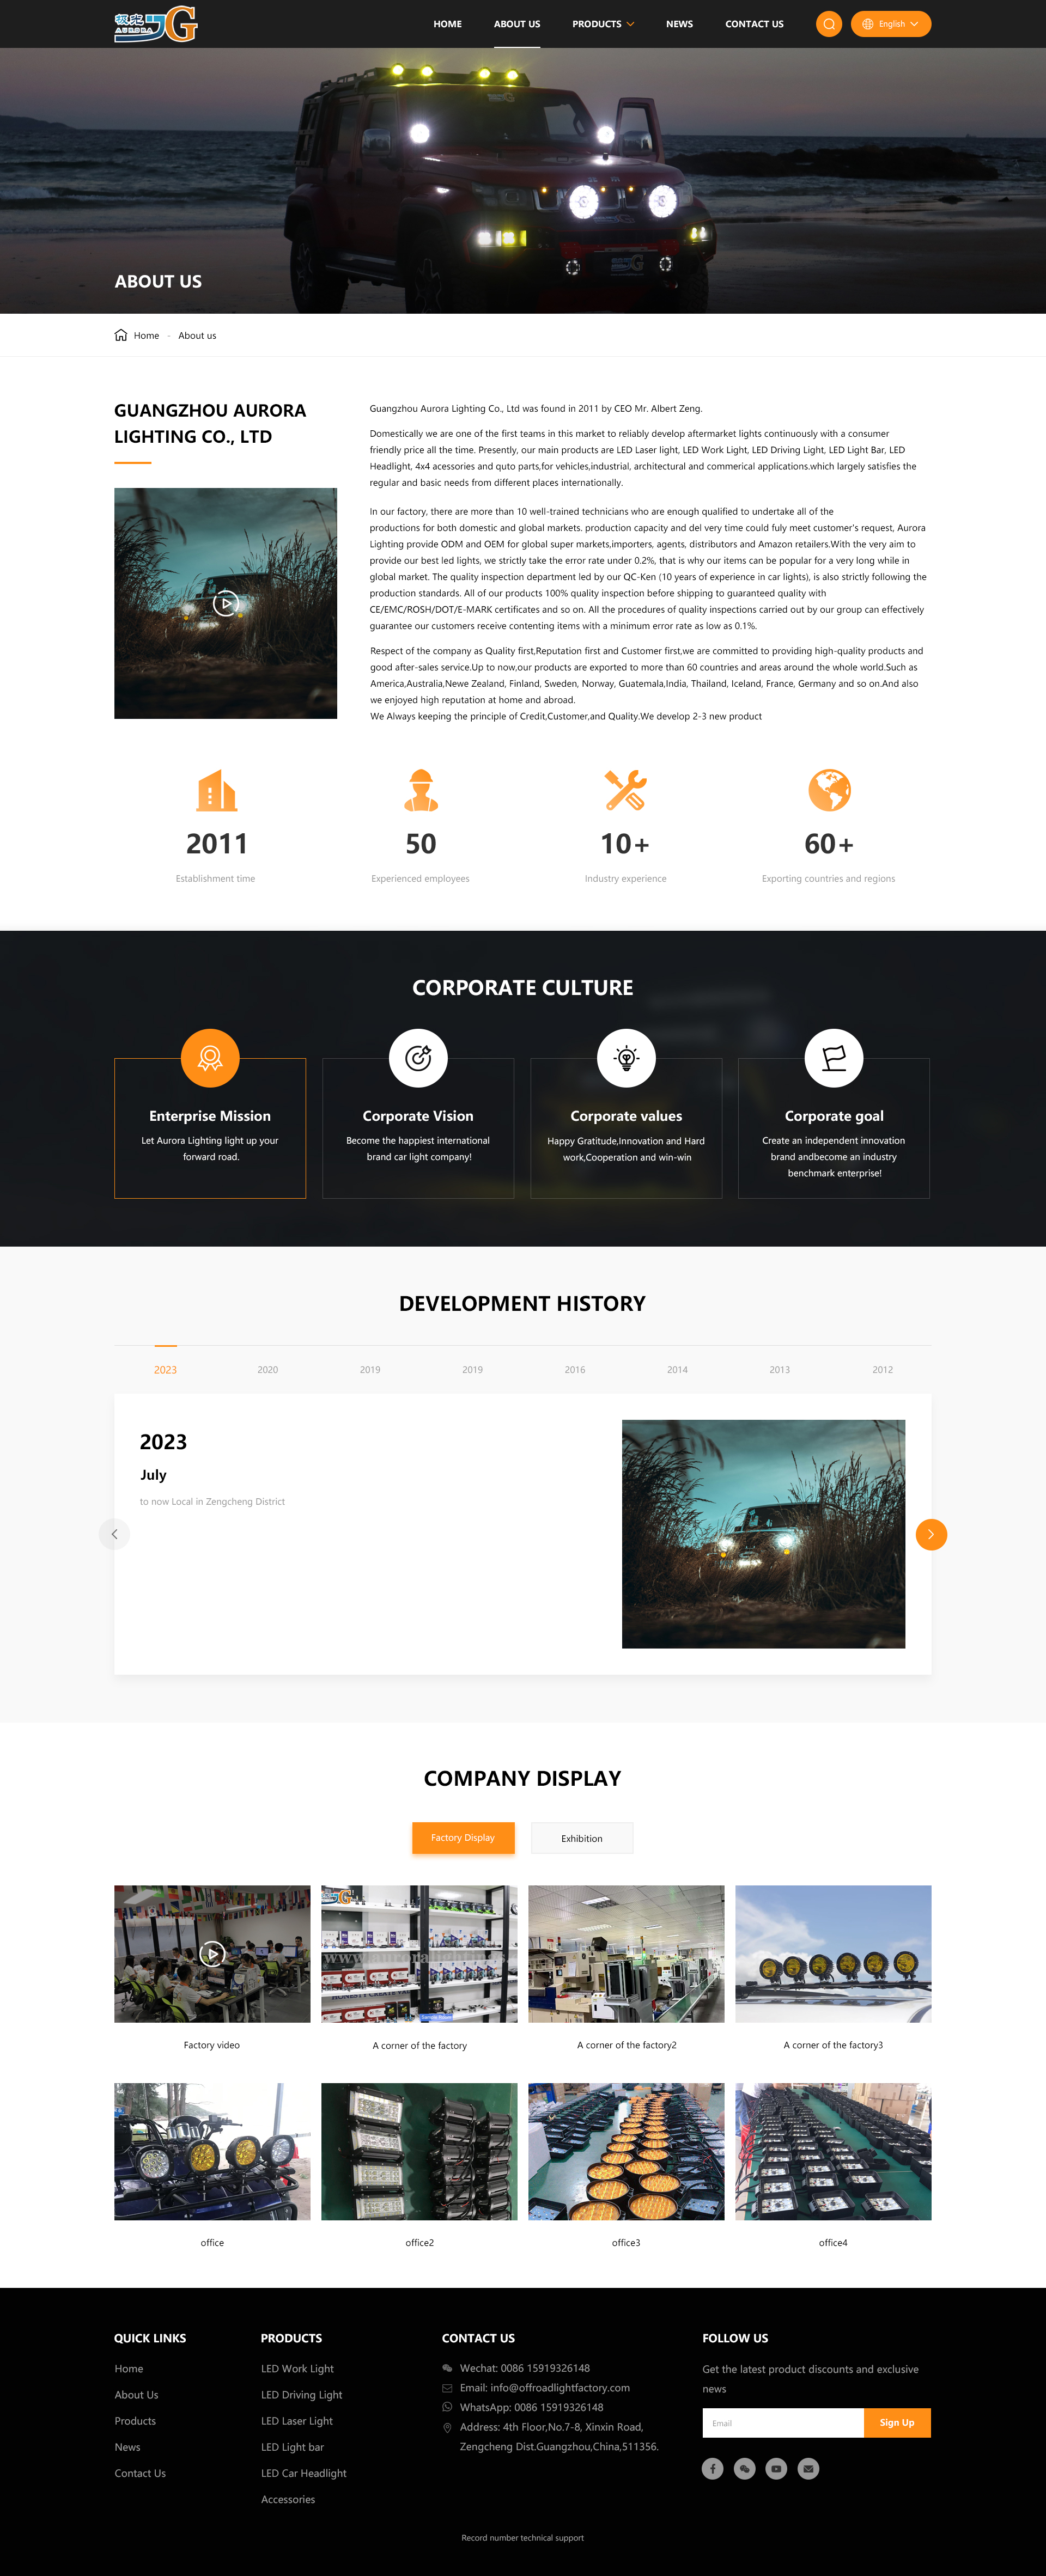 极光
AURORA
JG
HOME
ABOUT US
PRODUCTS
NEWS
CONTACT US
English
ABOUT US
Home - About us
GUANGZHOU AURORA
LIGHTING CO., LTD
Guangzhou Aurora Lighting Co., Ltd was found in 2011 by CEO Mr. Albert Zeng.
Domestically we are one of the first teams in this market to reliably develop aftermarket lights continuously with a consumer
friendly price all the time. Presently, our main products are LED Laser light, LED Work Light, LED Driving Light, LED Light Bar, LED
Headlight, 4x4 acessories and quto parts,for vehicles,industrial, architectural and commerical applications.which largely satisfies the
regular and basic needs from different places internationally.
In our factory, there are more than 10 well-trained technicians who are enough qualified to undertake all of the
productions for both domestic and global markets. production capacity and del very time could fuly meet customer's request, Aurora
Lighting provide ODM and OEM for global super markets,importers, agents, distributors and Amazon retailers.With the very aim to
provide our best led lights, we strictly take the error rate under 0.2%, that is why our items can be popular for a very long while in
global market. The quality inspection department led by our QC-Ken (10 years of experience in car lights), is also strictly following the
production standards. All of our products 100% quality inspection before shipping to guaranteed quality with
CE/EMC/ROSH/DOT/E-MARK certificates and so on. All the procedures of quality inspections carried out by our group can effectively
guarantee our customers receive contenting items with a minimum error rate as low as 0.1%.
Respect of the company as Quality first,Reputation first and Customer first,we are committed to providing high-quality products and
good after-sales service.Up to now,our products are exported to more than 60 countries and areas around the whole world.Such as
America,Australia,Newe Zealand, Finland, Sweden, Norway, Guatemala,India, Thailand, Iceland, France, Germany and so on.And also
we enjoyed high reputation at home and abroad.
We Always keeping the principle of Credit,Customer,and Quality.We develop 2-3 new product
2011
Establishment time
50
Experienced employees
10+
Industry experience
60+
Exporting countries and regions
CORPORATE CULTURE
Enterprise Mission
Let Aurora Lighting light up your
forward road.
Corporate Vision
Become the happiest international
brand car light company!
Corporate values
Happy Gratitude,Innovation and Hard
work,Cooperation and win-win
Corporate goal
Create an independent innovation
brand andbecome an industry
benchmark enterprise!
DEVELOPMENT HISTORY
2023
2020
2019
2019
2016
2014
2013
2012
2023
July
to now Local in Zengcheng District
COMPANY DISPLAY
Factory Display
Exhibition
Factory video
A corner of the factory
A corner of the factory2
A corner of the factory3
office
office2
office3
office4
QUICK LINKS
Home
About Us
Products
News
Contact Us
PRODUCTS
LED Work Light
LED Driving Light
LED Laser Light
LED Light bar
LED Car Headlight
Accessories
CONTACT US
Wechat: 0086 15919326148
Email: info@offroadlightfactory.com
WhatsApp: 0086 15919326148
Address: 4th Floor,No.7-8, Xinxin Road,
Zengcheng Dist.Guangzhou,China,511356.
FOLLOW US
Get the latest product discounts and exclusive
news
Email
Sign Up
Record number technical support